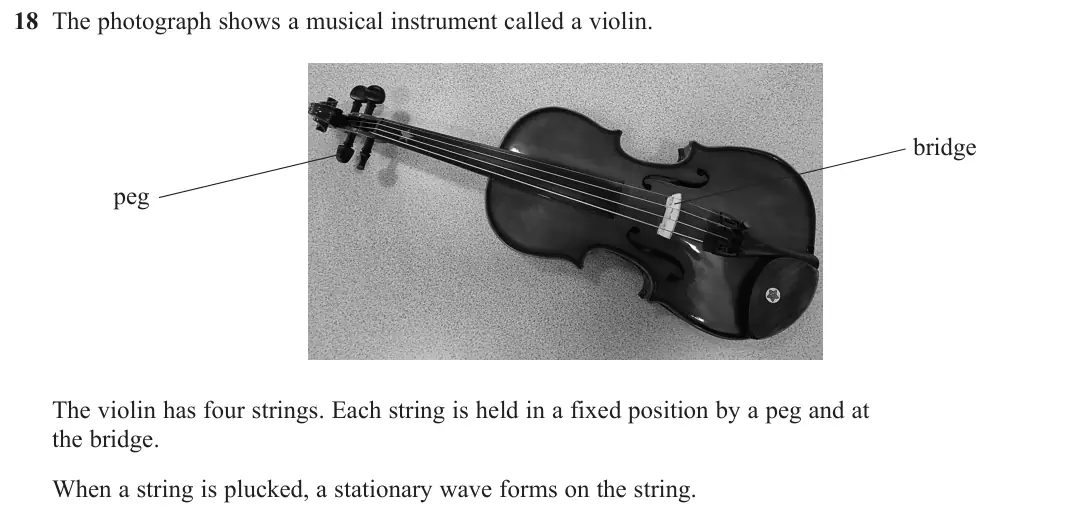 18 The photograph shows a musical instrument called a violin.
bridge
peg
The violin has four strings. Each string is held in a fixed position by a peg and at
the bridge.
When a string is plucked, a stationary wave forms on the string.